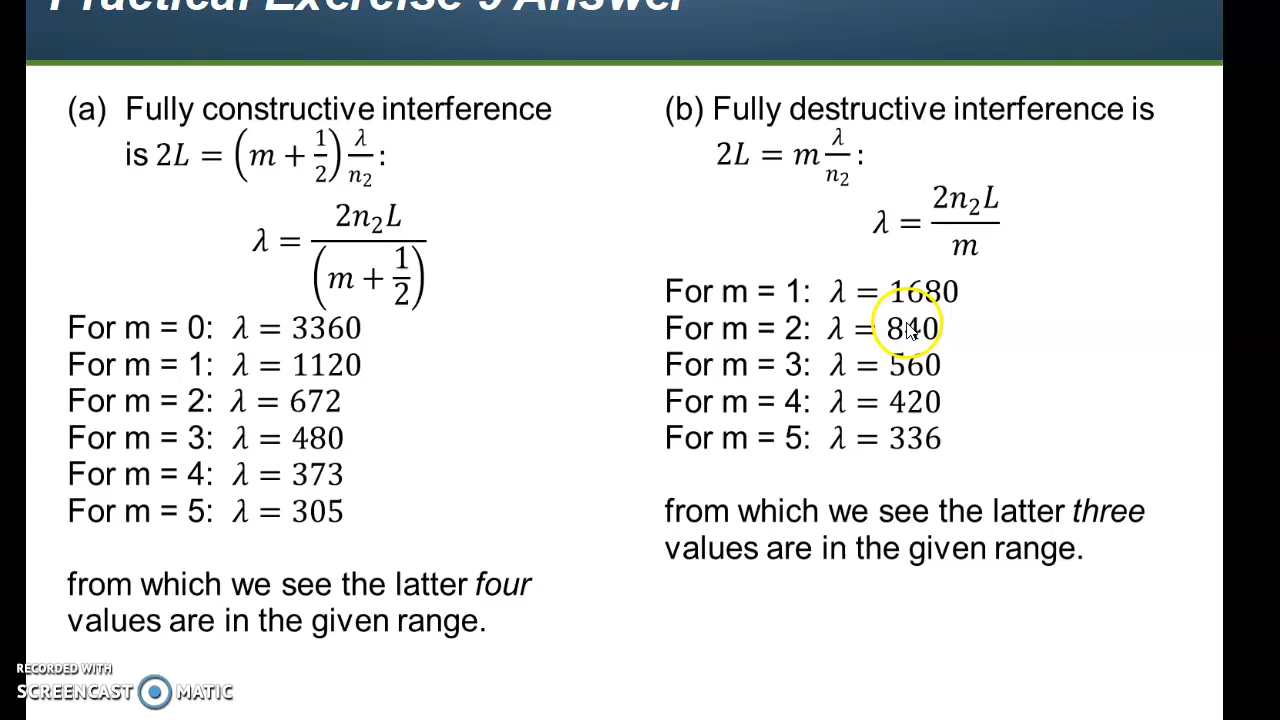 Practical Exercise 9 Answer
(a) Fully constructive interference
is 2L = (m + 1/2) λ/n₂:
λ = 2n₂L / (m + 1/2)
For m = 0: λ = 3360
For m = 1: λ = 1120
For m = 2: λ = 672
For m = 3: λ = 480
For m = 4: λ = 373
For m = 5: λ = 305
from which we see the latter four
values are in the given range.
(b) Fully destructive interference is
2L = m λ/n₂:
λ = 2n₂L / m
For m = 1: λ = 1680
For m = 2: λ = 840
For m = 3: λ = 560
For m = 4: λ = 420
For m = 5: λ = 336
from which we see the latter three
values are in the given range.
RECORDED WITH
SCREENCAST MATIC